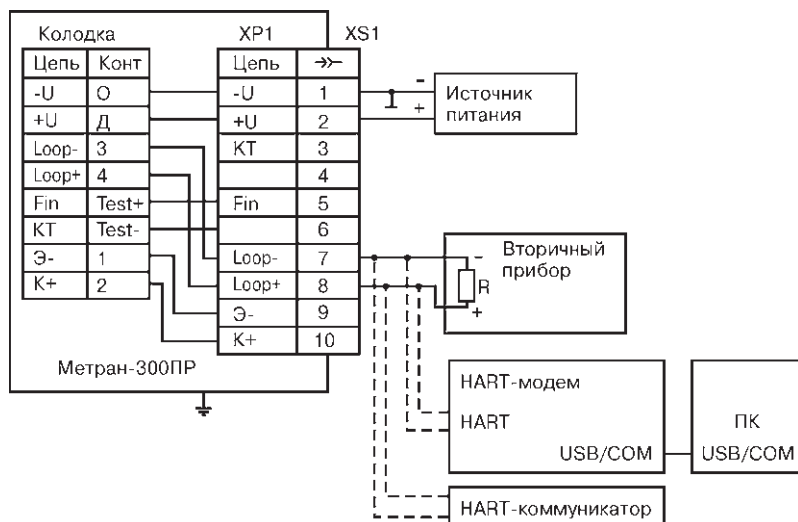 Колодка XP1 XS1
Цепь Конт Цепь
-U О -U 1 -
+U Д +U 2 +
Источник
питания
Loop- 3 КТ 3
Loop+ 4 4
Fin Test+ Fin 5
КТ Test- 6
Э- 1 Loop- 7
К+ 2 Loop+ 8
Э- 9
К+ 10
Вторичный
прибор
-
R
+
Метран-300ПР
HART-модем
HART
USB/COM
ПК
USB/COM
HART-коммуникатор